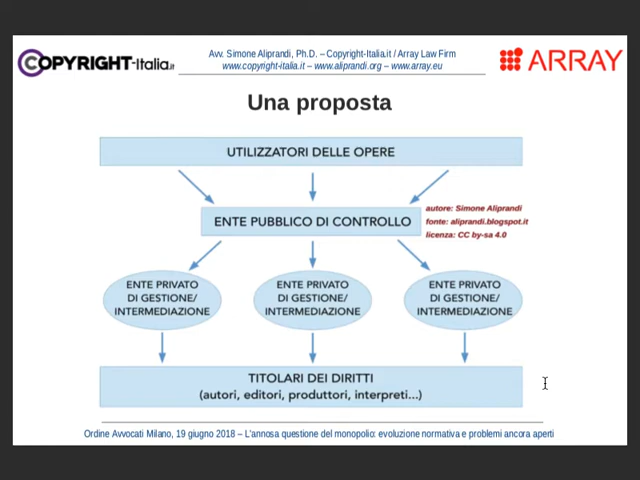 COPYRIGHT-Italia.it
Avv. Simone Aliprandi, Ph.D. – Copyright-Italia.it / Array Law Firm
www.copyright-italia.it – www.aliprandi.org – www.array.eu
ARRAY
Una proposta
UTILIZZATORI DELLE OPERE
ENTE PUBBLICO DI CONTROLLO
autore: Simone Aliprandi
fonte: aliprandi.blogspot.it
licenza: CC by-sa 4.0
ENTE PRIVATO
DI GESTIONE/
INTERMEDIAZIONE
ENTE PRIVATO
DI GESTIONE/
INTERMEDIAZIONE
ENTE PRIVATO
DI GESTIONE/
INTERMEDIAZIONE
TITOLARI DEI DIRITTI
(autori, editori, produttori, interpreti...)
Ordine Avvocati Milano, 19 giugno 2018 – L'annosa questione del monopolio: evoluzione normativa e problemi ancora aperti